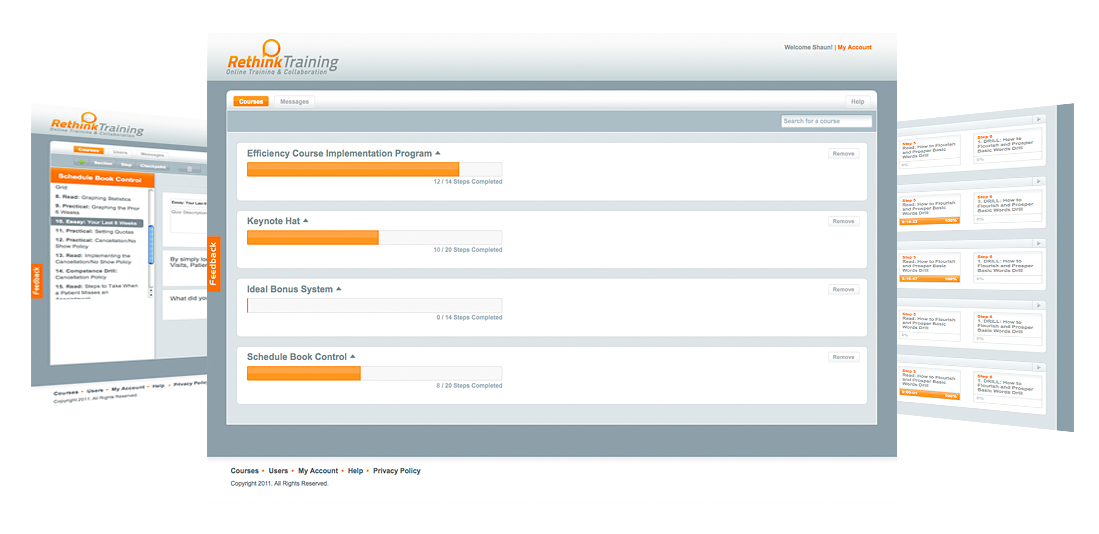 RethinkTraining
Online Training & Collaboration
Courses Users Messages
Section Step Checkpoint
Schedule Book Control
Grid
8. Read: Graphing Statistics
9. Practical: Graphing the Prior
6 Weeks
10. Essay: Your Last 6 Weeks
11. Practical: Setting Quotas
12. Practical: Cancellation/No
Show Policy
13. Read: Implementing the
Cancellation/No Show Policy
14. Competence Drill:
Cancellation Policy
15. Read: Steps to Take When
a Patient Misses an
Appointment
Essay: Your Last 6
Quiz Description
By simply loo
Visits, Patie
What did you
Feedback
Courses • Users • My Account • Help • Privacy Polic
Copyright 2011. All Rights Reserved.
RethinkTraining
Online Training & Collaboration
Welcome Shaun! | My Account
Courses Messages Help
Search for a course
Efficiency Course Implementation Program
Remove
12 / 14 Steps Completed
Keynote Hat
Remove
10 / 20 Steps Completed
Ideal Bonus System
Remove
0 / 14 Steps Completed
Schedule Book Control
Remove
8 / 20 Steps Completed
Feedback
Courses • Users • My Account • Help • Privacy Policy
Copyright 2011. All Rights Reserved.
Step 5
Read: How to Flourish
and Prosper Basic
Words Drill
0%
Step 6
1. DRILL: How to
Flourish and Prosper
Basic Words Drill
0%
Step 5
Read: How to Flourish
and Prosper Basic
Words Drill
100%
Step 6
1. DRILL: How to
Flourish and Prosper
Basic Words Drill
0%
Step 5
Read: How to Flourish
and Prosper Basic
Words Drill
100%
Step 6
1. DRILL: How to
Flourish and Prosper
Basic Words Drill
0%
Step 5
Read: How to Flourish
and Prosper Basic
Words Drill
0%
Step 6
1. DRILL: How to
Flourish and Prosper
Basic Words Drill
0%
Step 5
Read: How to Flourish
and Prosper Basic
Words Drill
100%
Step 6
1. DRILL: How to
Flourish and Prosper
Basic Words Drill
0%